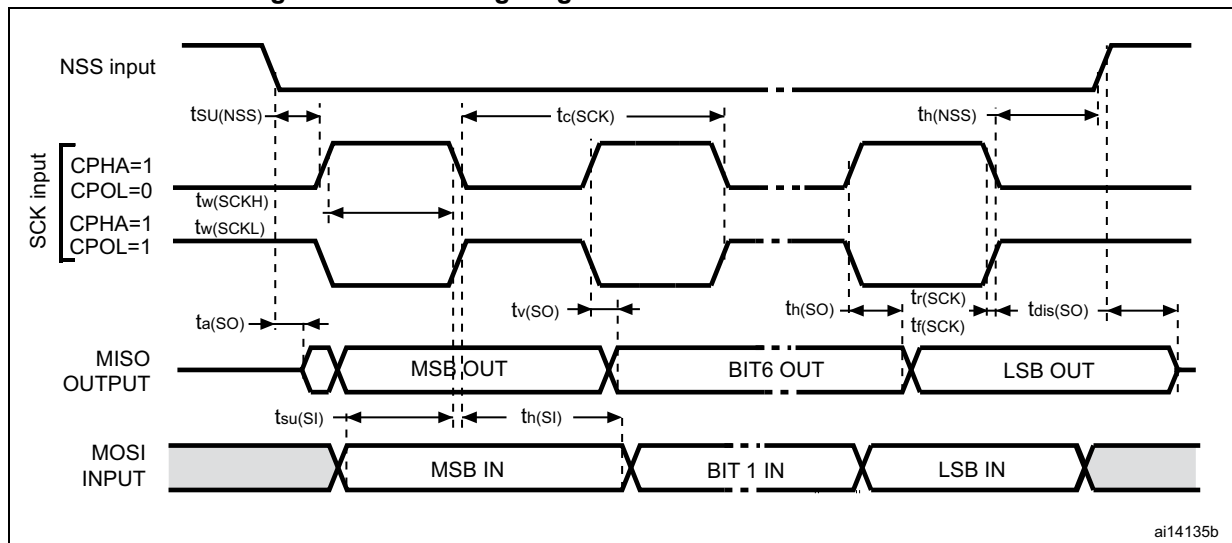 NSS input
tSU(NSS)
tc(SCK)
th(NSS)
SCK input
CPHA=1
CPOL=0
tw(SCKH)
CPHA=1
tw(SCKL)
CPOL=1
ta(SO)
tv(SO)
th(SO)
tr(SCK)
tf(SCK)
tdis(SO)
MISO
OUTPUT
MSB OUT
BIT6 OUT
LSB OUT
tsu(SI)
th(SI)
MOSI
INPUT
MSB IN
BIT 1 IN
LSB IN
ai14135b